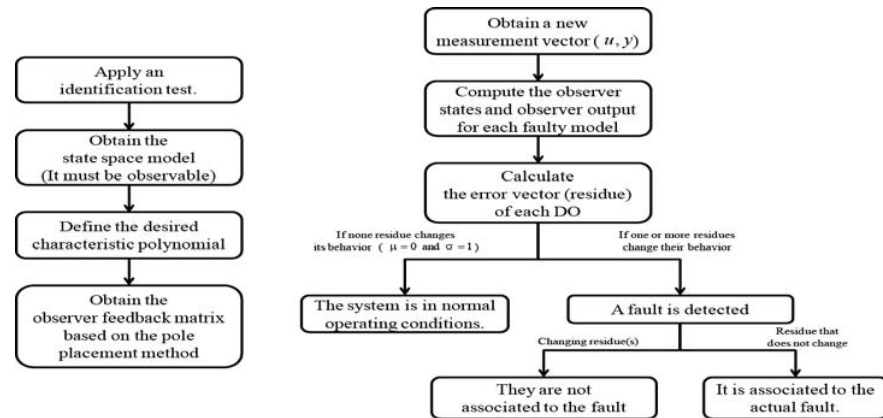 Apply an
identification test.
Obtain the
state space model
(It must be observable)
Define the desired
characteristic polynomial
Obtain the
observer feedback matrix
based on the pole
placement method
Obtain a new
measurement vector ( u, y )
Compute the observer
states and observer output
for each faulty model
Calculate
the error vector (residue)
of each DO
If none residue changes
its behavior ( μ = 0 and σ = 1 )
If one or more residues
change their behavior
The system is in normal
operating conditions.
A fault is detected
Changing residue(s)
Residue that
does not change
They are not
associated to the fault
It is associated to the
actual fault.